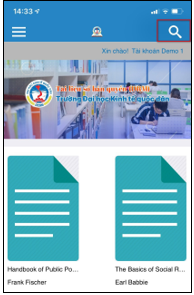 14:33
Xin chào! Tài khoản Demo 1
Trường Đại học Kinh tế quốc dân
Handbook of Public Po...
The Basics of Social R...
Frank Fischer
Earl Babbie